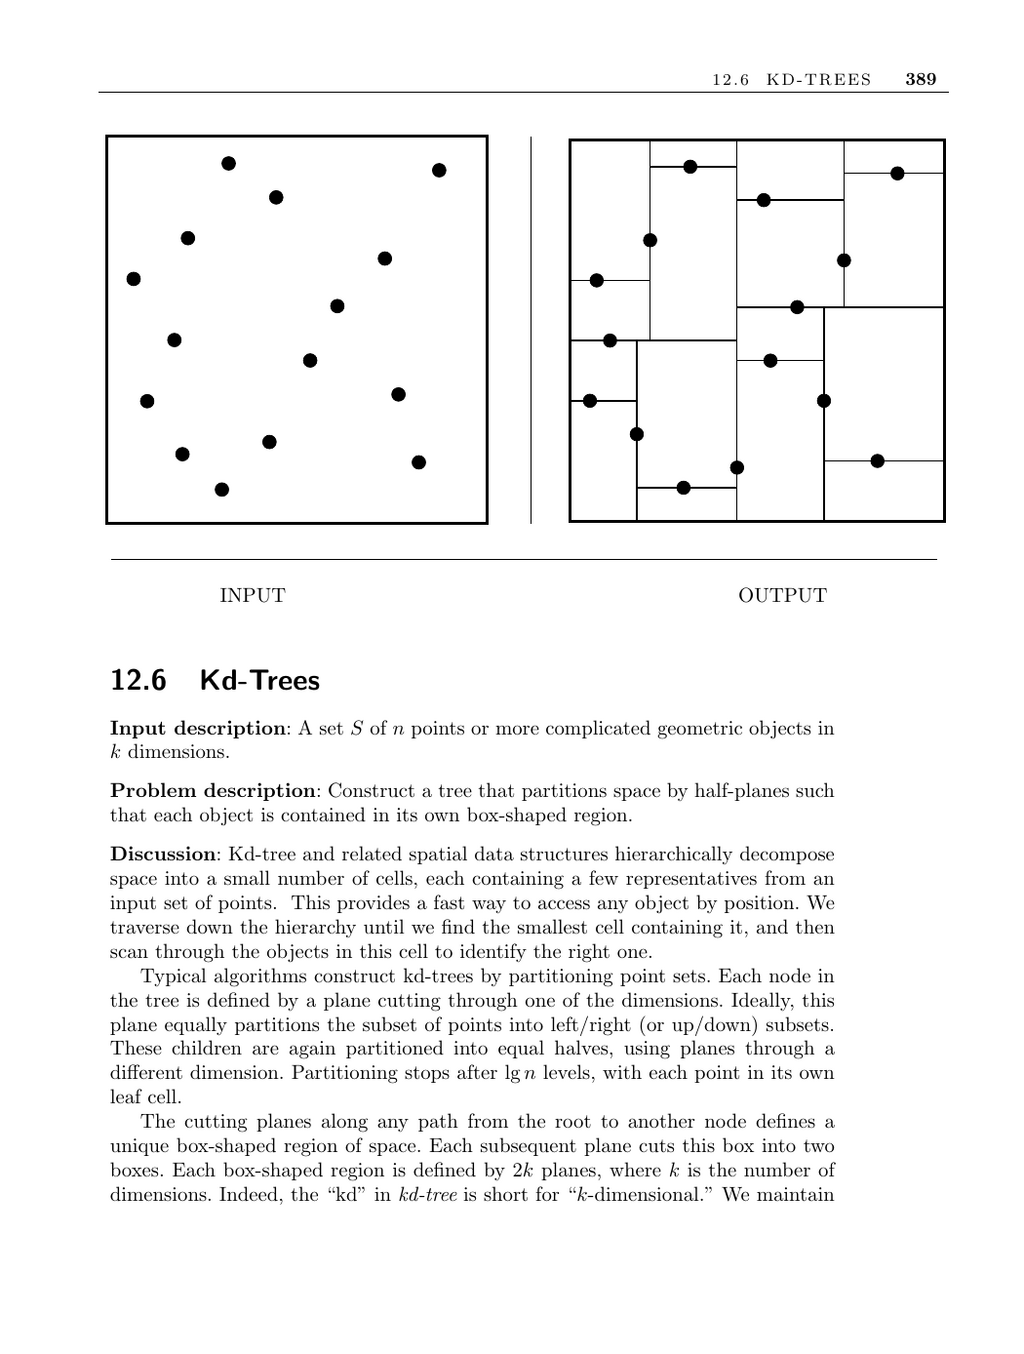 12.6 KD-TREES 389
INPUT OUTPUT
12.6 Kd-Trees
Input description: A set S of n points or more complicated geometric objects in
k dimensions.
Problem description: Construct a tree that partitions space by half-planes such
that each object is contained in its own box-shaped region.
Discussion: Kd-tree and related spatial data structures hierarchically decompose
space into a small number of cells, each containing a few representatives from an
input set of points. This provides a fast way to access any object by position. We
traverse down the hierarchy until we find the smallest cell containing it, and then
scan through the objects in this cell to identify the right one.
Typical algorithms construct kd-trees by partitioning point sets. Each node in
the tree is defined by a plane cutting through one of the dimensions. Ideally, this
plane equally partitions the subset of points into left/right (or up/down) subsets.
These children are again partitioned into equal halves, using planes through a
different dimension. Partitioning stops after lg n levels, with each point in its own
leaf cell.
The cutting planes along any path from the root to another node defines a
unique box-shaped region of space. Each subsequent plane cuts this box into two
boxes. Each box-shaped region is defined by 2k planes, where k is the number of
dimensions. Indeed, the “kd” in kd-tree is short for “k-dimensional.” We maintain